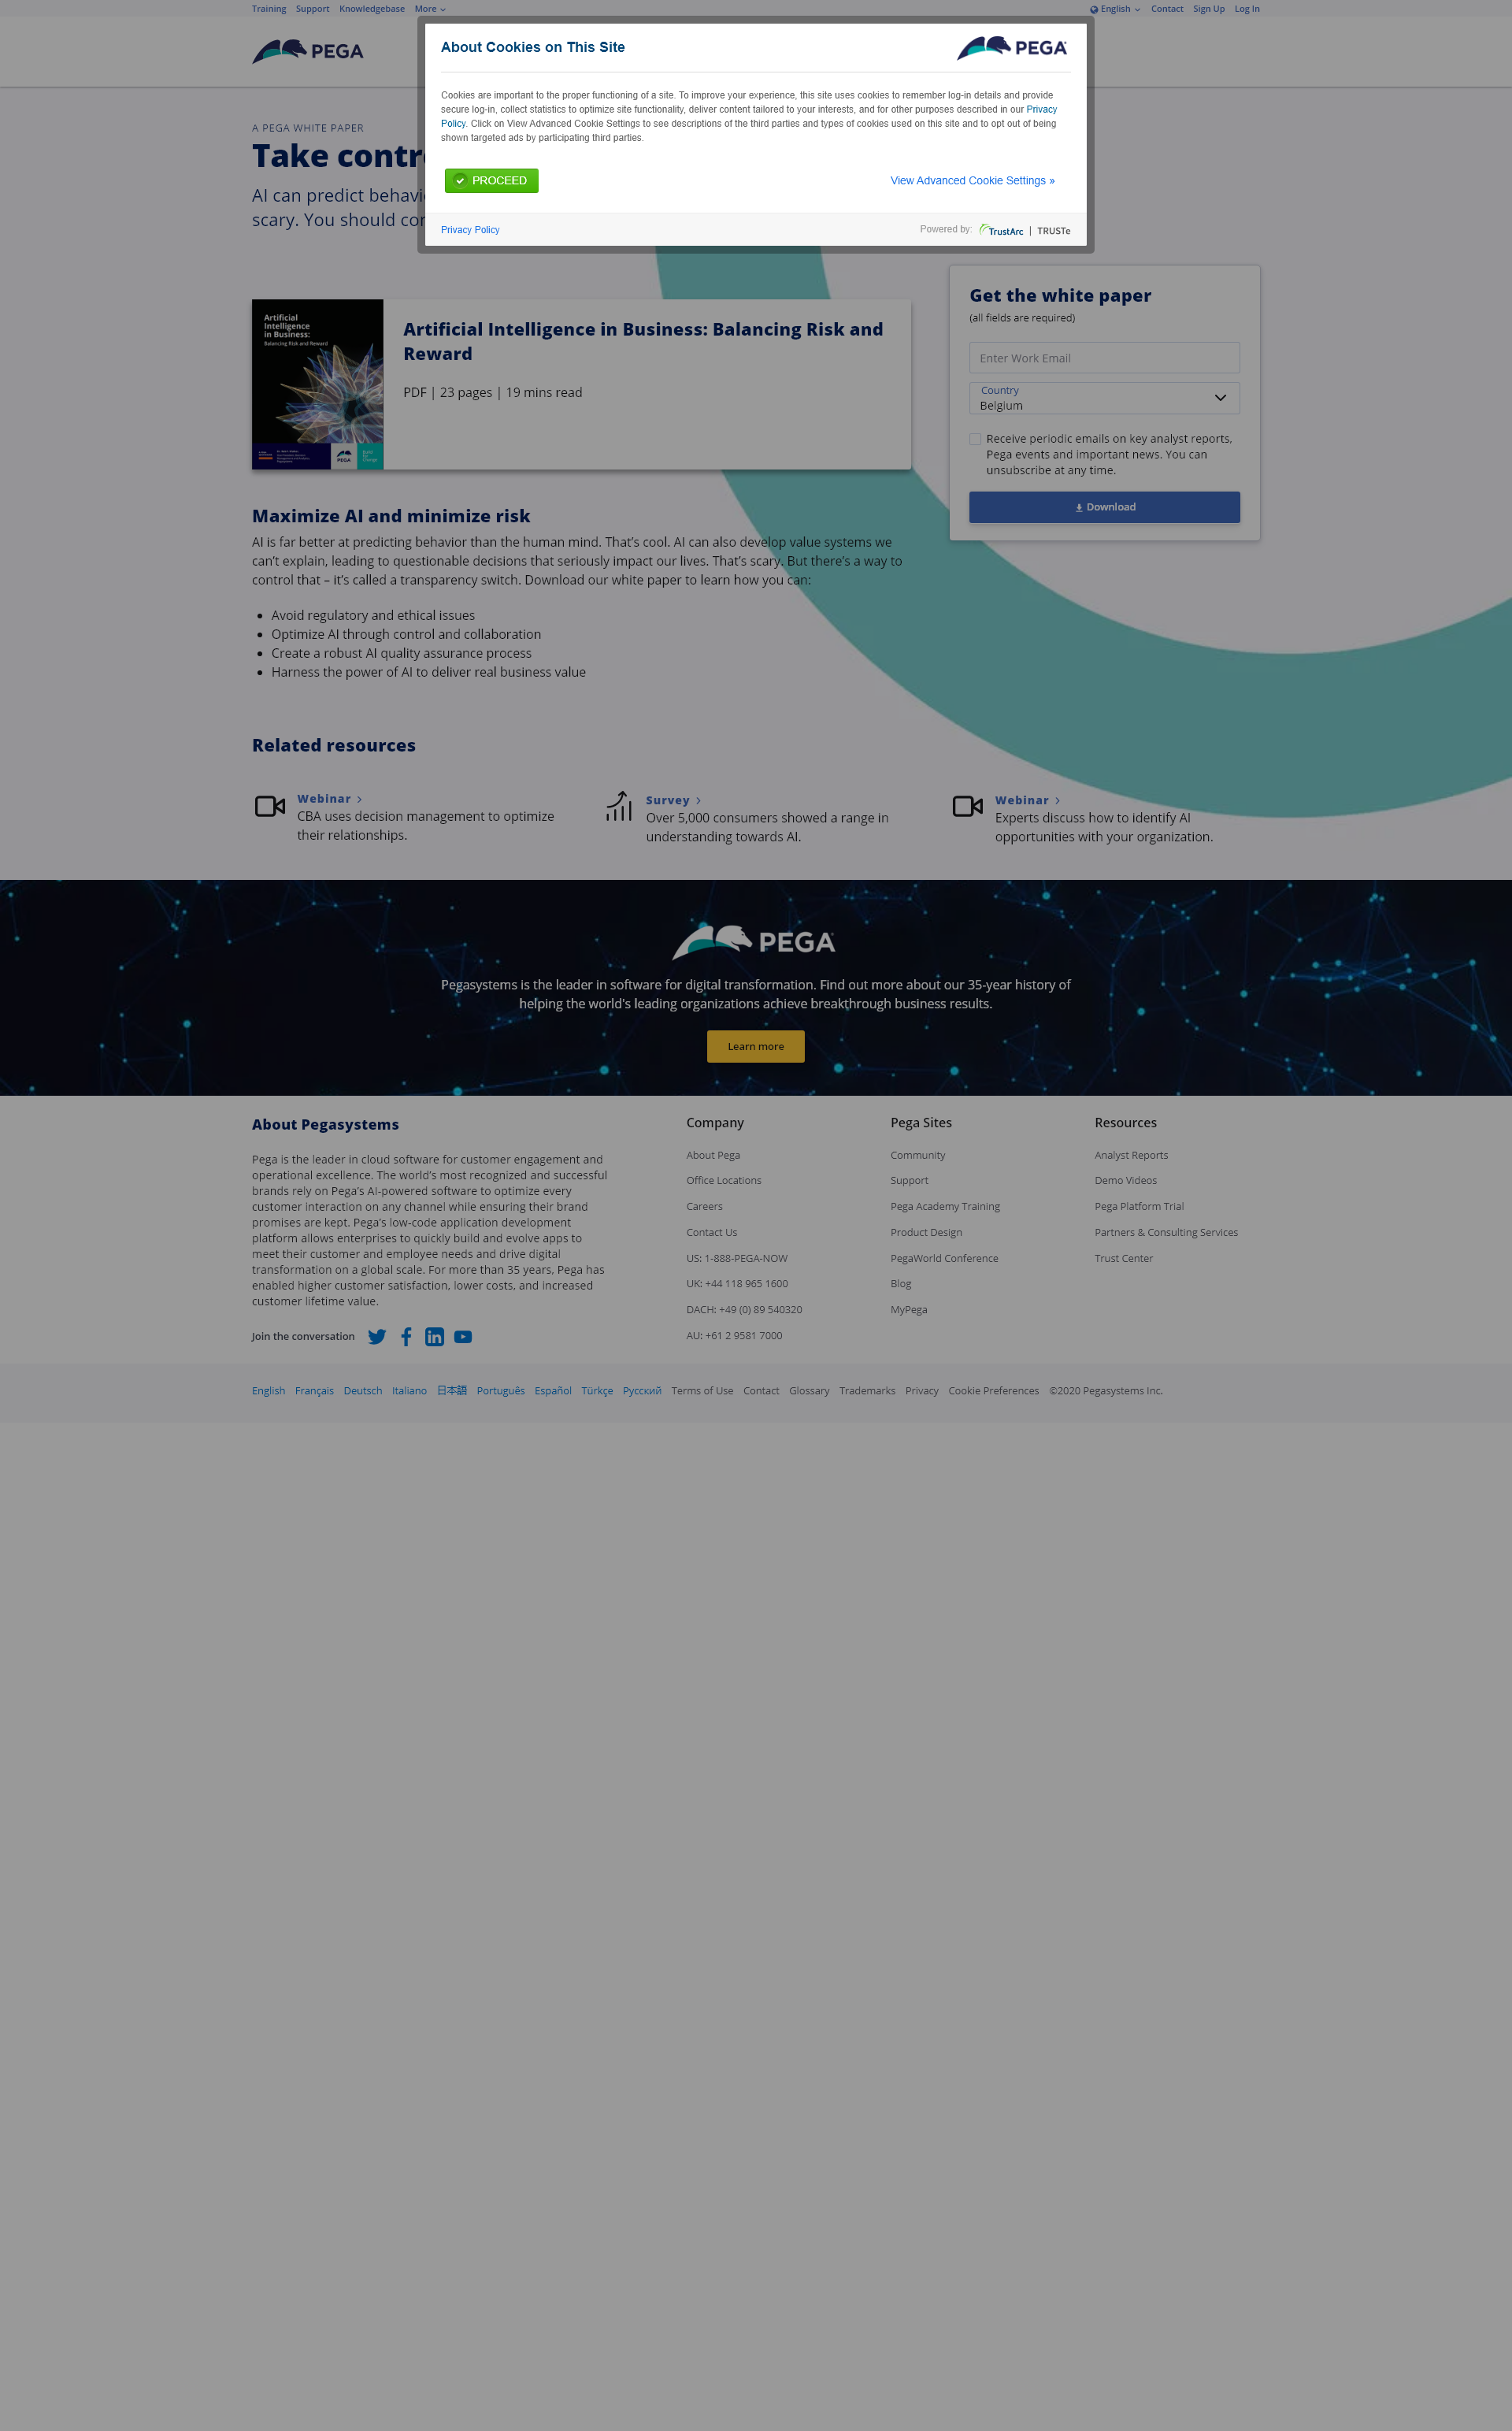 Training Support Knowledgebase More
English Contact Sign Up Log In
PEGA
About Cookies on This Site
PEGA
Cookies are important to the proper functioning of a site. To improve your experience, this site uses cookies to remember log-in details and provide
secure log-in, collect statistics to optimize site functionality, deliver content tailored to your interests, and for other purposes described in our Privacy
Policy. Click on View Advanced Cookie Settings to see descriptions of the third parties and types of cookies used on this site and to opt out of being
shown targeted ads by participating third parties.
PROCEED
View Advanced Cookie Settings »
Privacy Policy
Powered by: TrustArc | TRUSTe
A PEGA WHITE PAPER
Take contro
AI can predict behavi
scary. You should con
Artificial
Intelligence
in Business:
Balancing Risk and Reward
PEGA
Artificial Intelligence in Business: Balancing Risk and
Reward
PDF | 23 pages | 19 mins read
Get the white paper
(all fields are required)
Enter Work Email
Country
Belgium
Receive periodic emails on key analyst reports,
Pega events and important news. You can
unsubscribe at any time.
Download
Maximize AI and minimize risk
AI is far better at predicting behavior than the human mind. That’s cool. AI can also develop value systems we
can’t explain, leading to questionable decisions that seriously impact our lives. That’s scary. But there’s a way to
control that – it’s called a transparency switch. Download our white paper to learn how you can:
• Avoid regulatory and ethical issues
• Optimize AI through control and collaboration
• Create a robust AI quality assurance process
• Harness the power of AI to deliver real business value
Related resources
Webinar
CBA uses decision management to optimize
their relationships.
Survey
Over 5,000 consumers showed a range in
understanding towards AI.
Webinar
Experts discuss how to identify AI
opportunities with your organization.
PEGA
Pegasystems is the leader in software for digital transformation. Find out more about our 35-year history of
helping the world's leading organizations achieve breakthrough business results.
Learn more
About Pegasystems
Pega is the leader in cloud software for customer engagement and
operational excellence. The world’s most recognized and successful
brands rely on Pega’s AI-powered software to optimize every
customer interaction on any channel while ensuring their brand
promises are kept. Pega’s low-code application development
platform allows enterprises to quickly build and evolve apps to
meet their customer and employee needs and drive digital
transformation on a global scale. For more than 35 years, Pega has
enabled higher customer satisfaction, lower costs, and increased
customer lifetime value.
Join the conversation
Company
About Pega
Office Locations
Careers
Contact Us
US: 1-888-PEGA-NOW
UK: +44 118 965 1600
DACH: +49 (0) 89 540320
AU: +61 2 9581 7000
Pega Sites
Community
Support
Pega Academy Training
Product Design
PegaWorld Conference
Blog
MyPega
Resources
Analyst Reports
Demo Videos
Pega Platform Trial
Partners & Consulting Services
Trust Center
English Français Deutsch Italiano 日本語 Português Español Türkçe Русский Terms of Use Contact Glossary Trademarks Privacy Cookie Preferences ©2020 Pegasystems Inc.